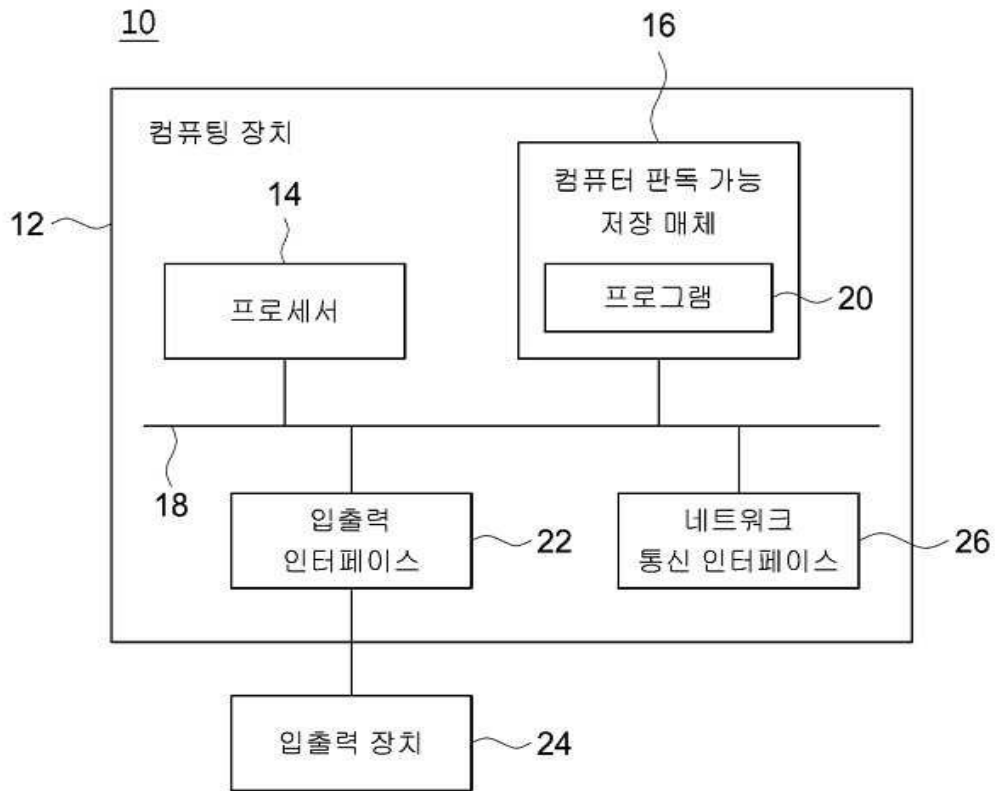 10
16
컴퓨팅 장치
컴퓨터 판독 가능
저장 매체
14
12
프로세서
프로그램
20
18
입출력
인터페이스
22
네트워크
통신 인터페이스
26
입출력 장치
24